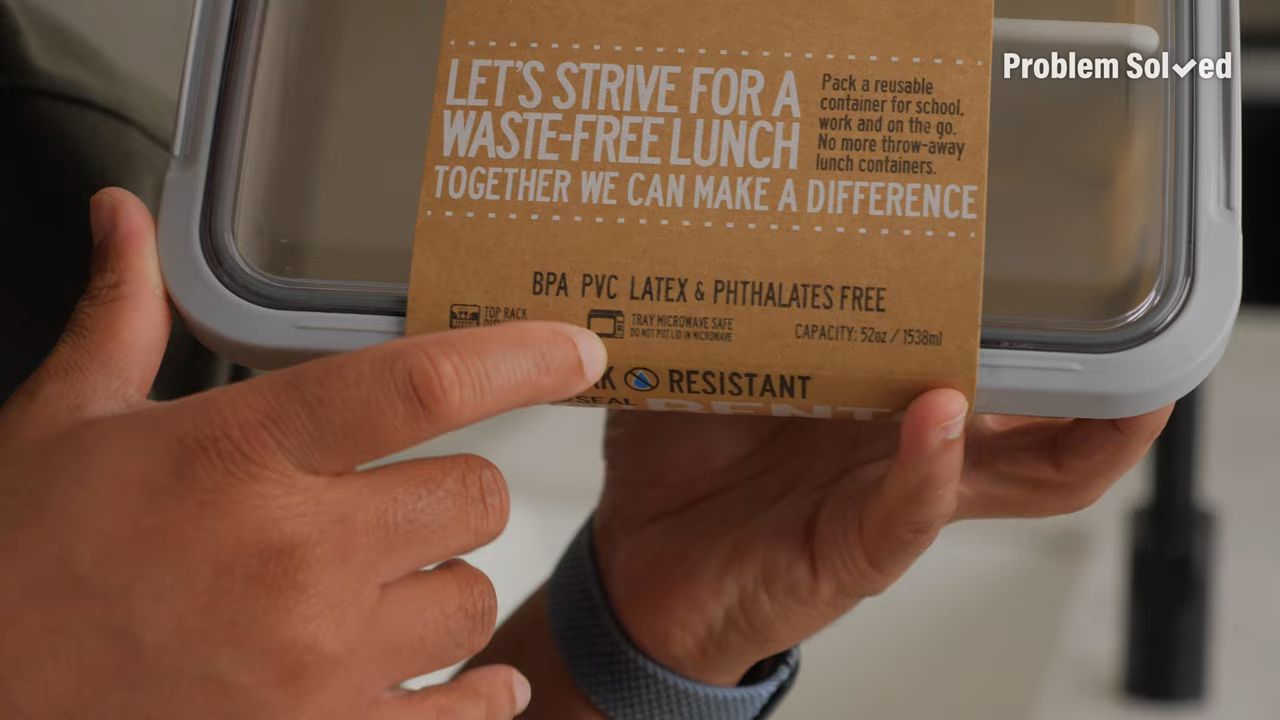 Problem Solved
LET'S STRIVE FOR A
WASTE-FREE LUNCH
TOGETHER WE CAN MAKE A DIFFERENCE
Pack a reusable
container for school,
work and on the go.
No more throw-away
lunch containers.
BPA PVC LATEX & PHTHALATES FREE
TOP RACK
TRAY MICROWAVE SAFE
DO NOT PUT LID IN MICROWAVE
CAPACITY: 52oz / 1538ml
RESISTANT
SEAL